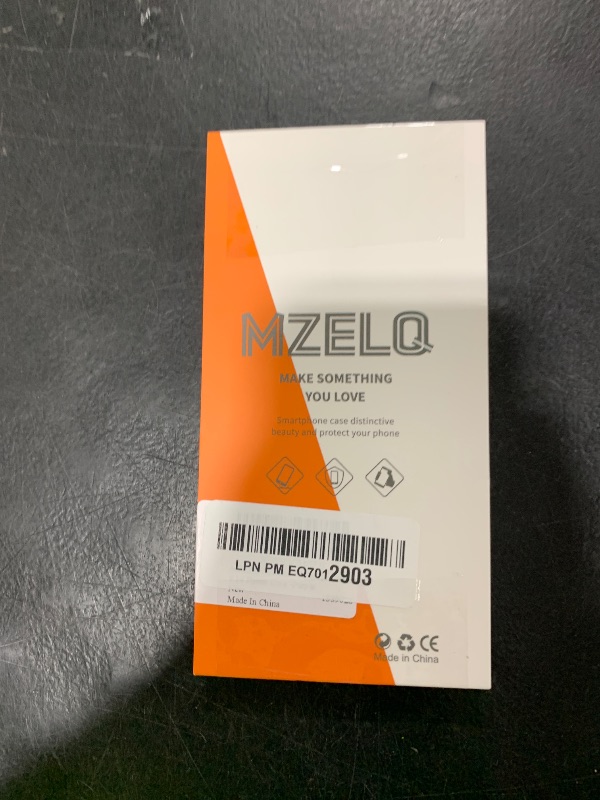 MZELQ
MAKE SOMETHING
YOU LOVE
Smartphone case distinctive
beauty and protect your phone
LPN PM EQ7012903
Made In China
CE
Made in China